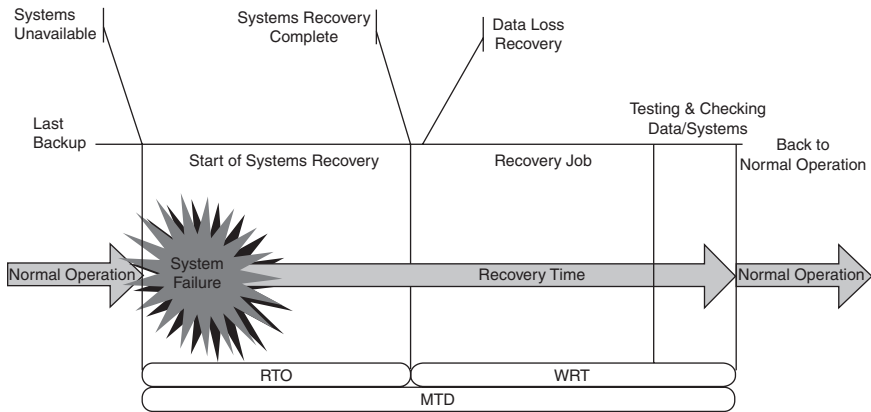 Systems
Unavailable
Systems Recovery
Complete
Data Loss
Recovery
Testing & Checking
Data/Systems
Last
Backup
Start of Systems Recovery
Recovery Job
Back to
Normal Operation
Normal Operation
System
Failure
Recovery Time
Normal Operation
RTO
WRT
MTD